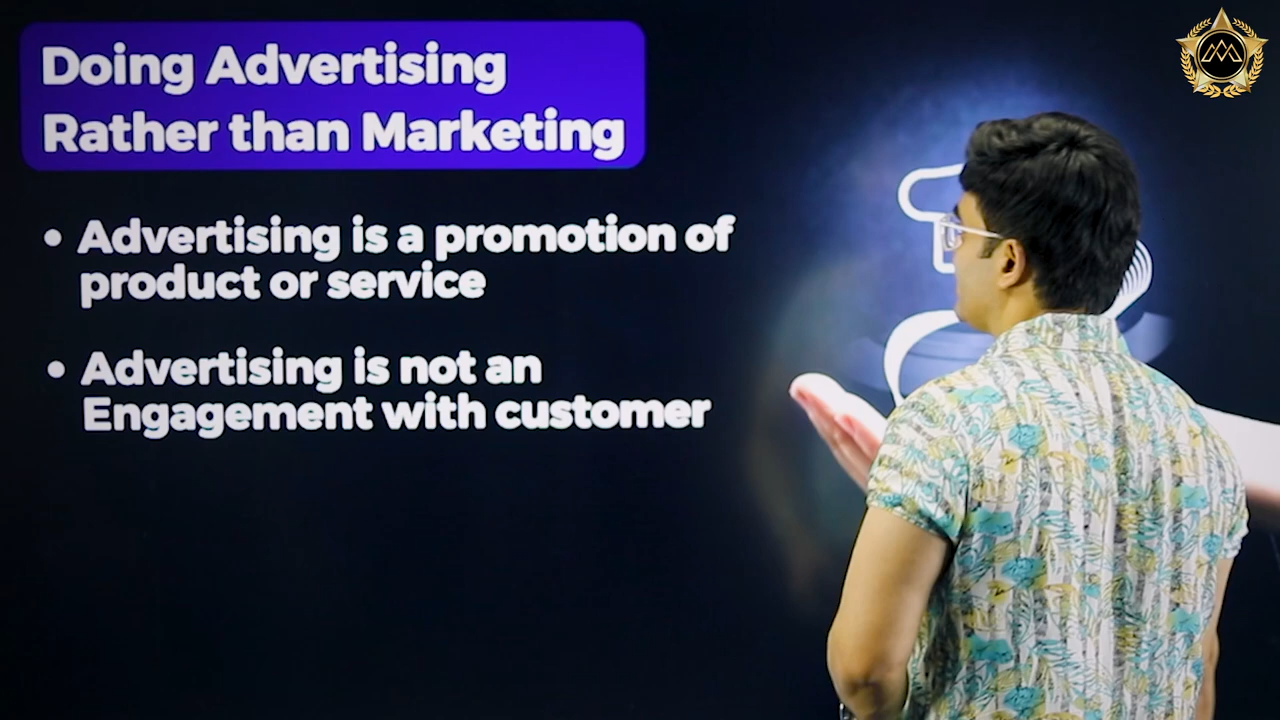 Doing Advertising
Rather than Marketing
• Advertising is a promotion of
product or service
• Advertising is not an
Engagement with customer